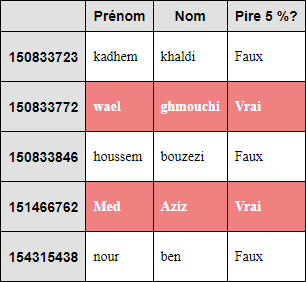 Prénom Nom Pire 5 %?
150833723 kadhem khaldi Faux
150833772 wael ghmouchi Vrai
150833846 houssem bouzezi Faux
151466762 Med Aziz Vrai
154315438 nour ben Faux